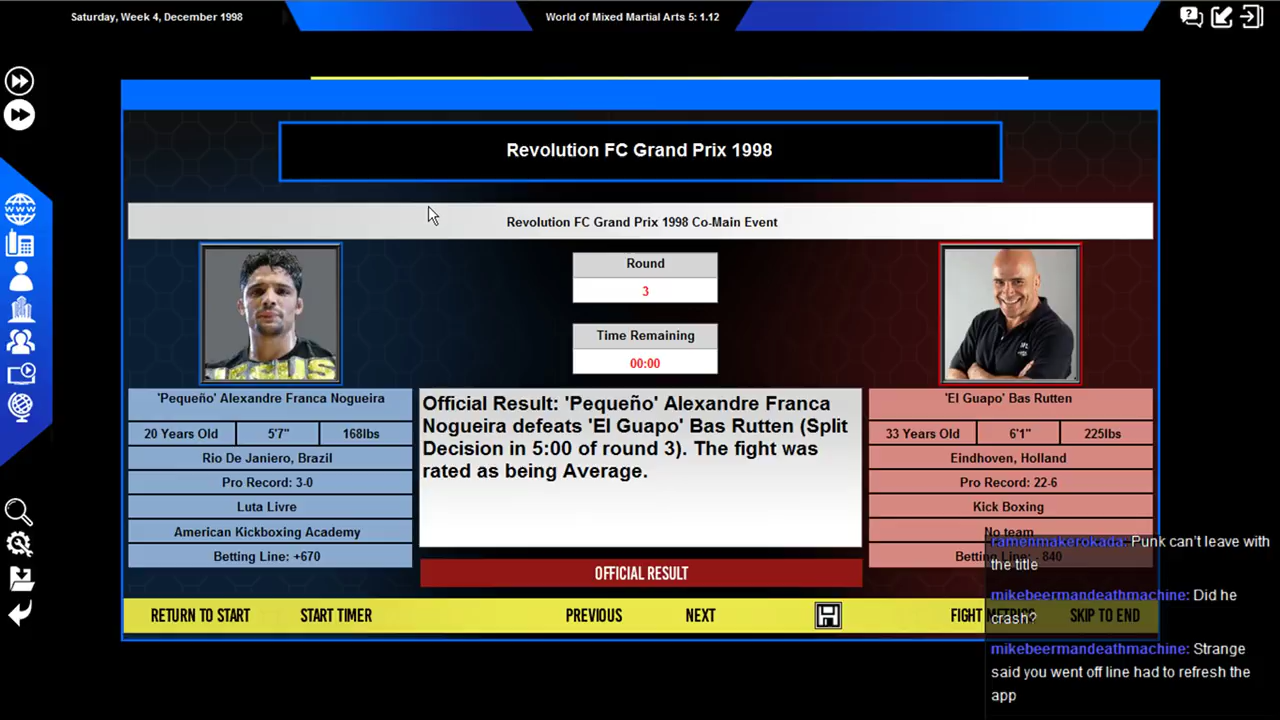 Saturday, Week 4, December 1998
World of Mixed Martial Arts 5: 1.12
Revolution FC Grand Prix 1998
Revolution FC Grand Prix 1998 Co-Main Event
Round
3
Time Remaining
00:00
'Pequeño' Alexandre Franca Nogueira
20 Years Old
5'7"
168lbs
Rio De Janiero, Brazil
Pro Record: 3-0
Luta Livre
American Kickboxing Academy
Betting Line: +670
Official Result: 'Pequeño' Alexandre Franca
Nogueira defeats 'El Guapo' Bas Rutten (Split
Decision in 5:00 of round 3). The fight was
rated as being Average.
OFFICIAL RESULT
'El Guapo' Bas Rutten
33 Years Old
6'1"
225lbs
Eindhoven, Holland
Pro Record: 22-6
Kick Boxing
No team
Betting Line: - 840
RETURN TO START
START TIMER
PREVIOUS
NEXT
FIGHT METRICS
SKIP TO END
ramenmakerokada: Punk can't leave with
the title
mikebeermandeathmachine: Did he
crash?
mikebeermandeathmachine: Strange
said you went off line had to refresh the
app